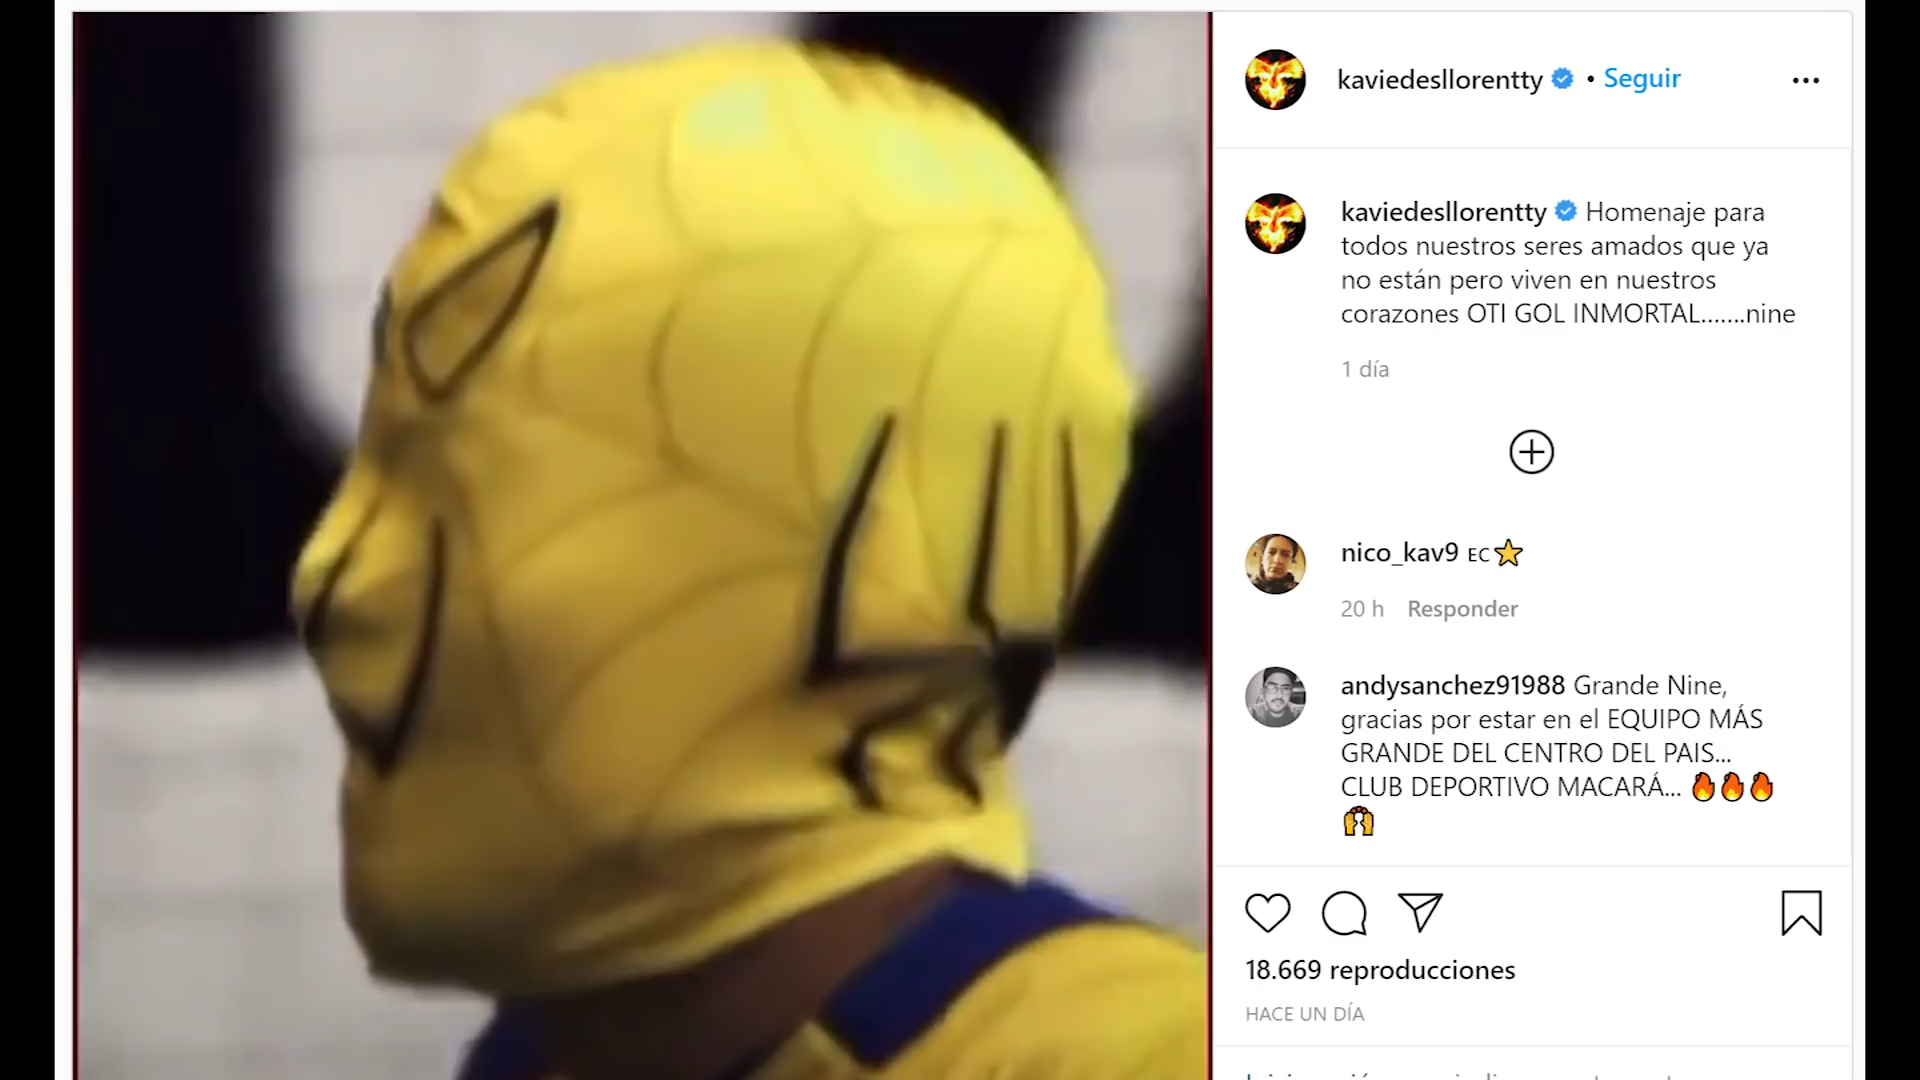 kaviedesllorentty • Seguir
kaviedesllorentty Homenaje para
todos nuestros seres amados que ya
no están pero viven en nuestros
corazones OTI GOL INMORTAL.......nine
1 día
nico_kav9 EC
20 h Responder
andysanchez91988 Grande Nine,
gracias por estar en el EQUIPO MÁS
GRANDE DEL CENTRO DEL PAIS...
CLUB DEPORTIVO MACARÁ...
18.669 reproducciones
HACE UN DÍA